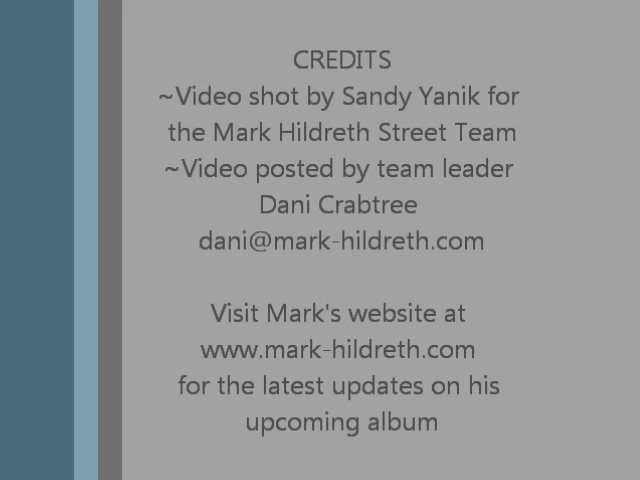 CREDITS
~Video shot by Sandy Yanik for
the Mark Hildreth Street Team
~Video posted by team leader
Dani Crabtree
dani@mark-hildreth.com
Visit Mark's website at
www.mark-hildreth.com
for the latest updates on his
upcoming album